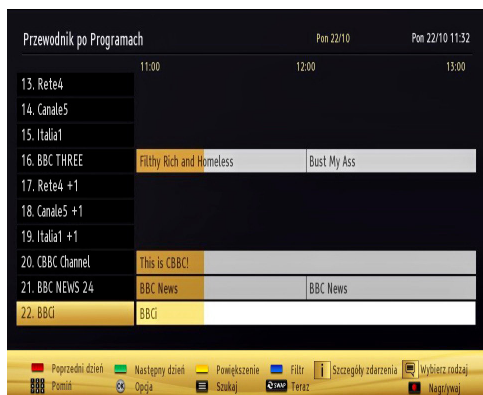 Przewodnik po Programach Pon 22/10 Pon 22/10 11:32
11:00 12:00 13:00
13. Rete4
14. Canale5
15. Italia1
16. BBC THREE Filthy Rich and Homeless Bust My Ass
17. Rete4 +1
18. Canale5 +1
19. Italia1 +1
20. CBBC Channel This is CBBC!
21. BBC NEWS 24 BBC News BBC News
22. BBCi BBCi
Poprzedni dzień Następny dzień Powiększenie Filtr i Szczegóły zdarzenia Wybierz rodzaj
Pomiń OK Opcja Szukaj SWAP Teraz Nagrywaj